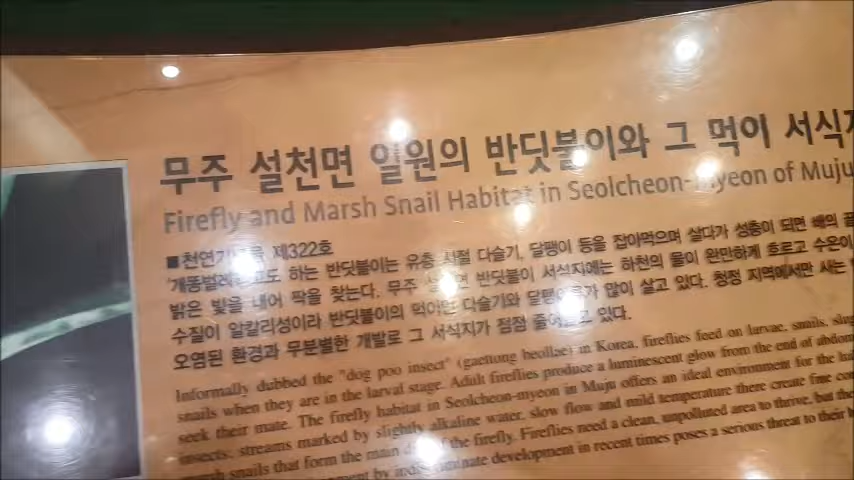 무주 설천면 일원의 반딧불이와 그 먹이 서식지
Firefly and Marsh Snail Habitat in Seolcheon-myeon of Muju
■ 천연기념물 제322호
'개똥벌레'라고도 하는 반딧불이는 유충 시절 다슬기, 달팽이 등을 잡아먹으며 살다가 성충이 되면 배의
밝은 빛을 내어 짝을 찾는다. 무주 설천면 반딧불이 서식지에는 하천의 물이 완만하게 흐르고 수온이
수질이 알칼리성이라 반딧불이의 먹이인 다슬기와 달팽이류가 많이 살고 있다. 청정 지역에서만 사는
오염된 환경과 무분별한 개발로 그 서식지가 점점 줄어들고 있다.
Informally dubbed the "dog poo insect" (gaettong beollae) in Korea, fireflies feed on larvae, snails,
snails when they are in the larval stage. Adult fireflies produce a luminescent glow from the end of
seek their mate. The firefly habitat in Seolcheon-myeon in Muju offers an ideal environment for the
insects: streams marked by slightly alkaline water, slow flow and mild temperature there create fine
marsh snails that form the main diet of the firefly. Fireflies need a clean, unpolluted area to thrive, but
by indiscriminate development in recent times poses a serious threat to their